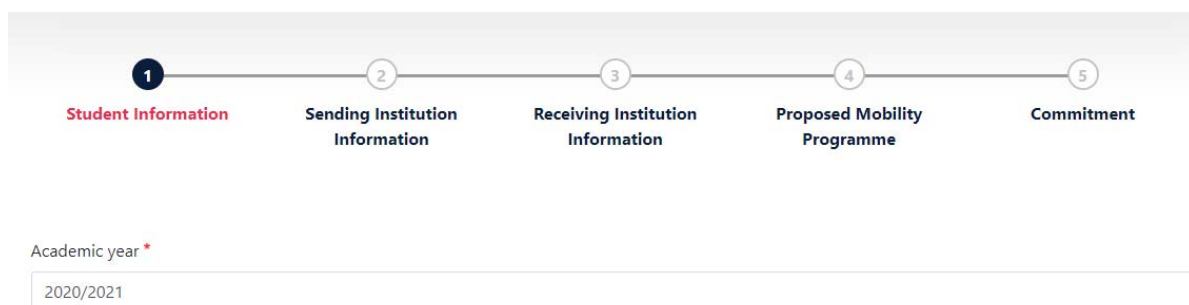 1
2
3
4
5
Student Information
Sending Institution
Information
Receiving Institution
Information
Proposed Mobility
Programme
Commitment
Academic year *
2020/2021